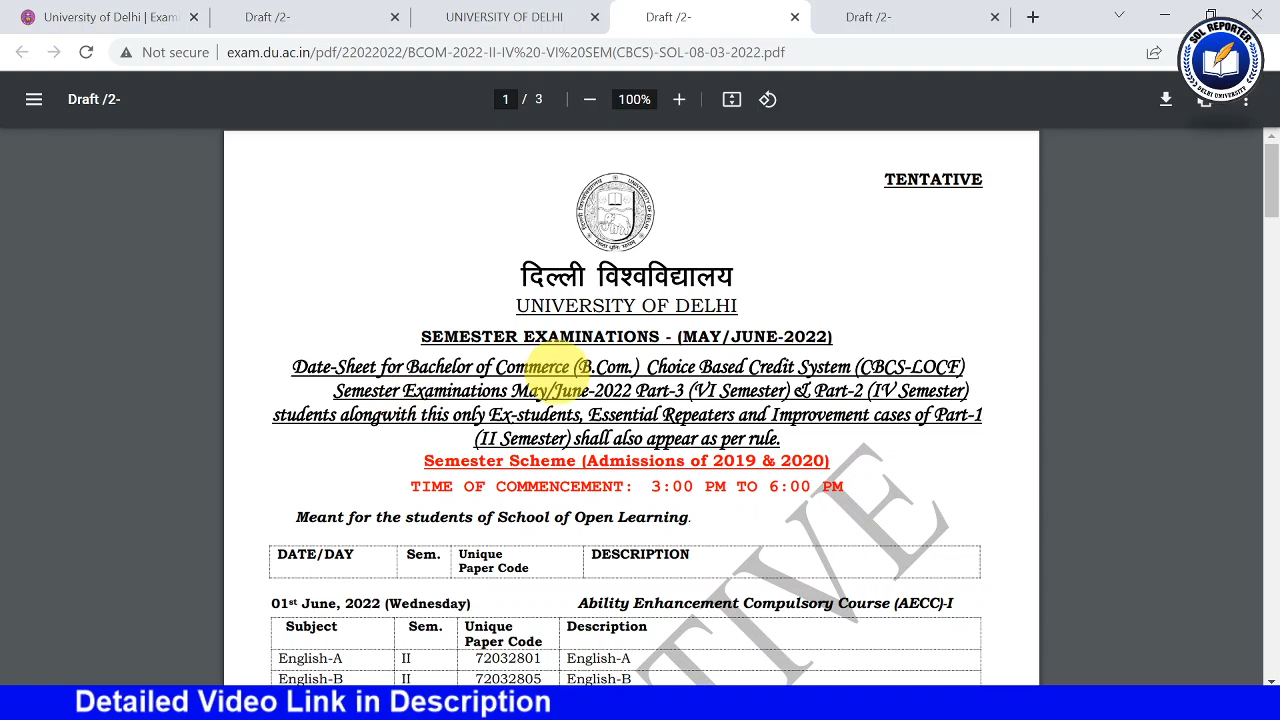 University of Delhi | Exam
Draft /2-
UNIVERSITY OF DELHI
Draft /2-
Draft /2-
Not secure
exam.du.ac.in/pdf/22022022/BCOM-2022-II-IV%20-VI%20SEM(CBCS)-SOL-08-03-2022.pdf
SOL REPORTER
DELHI UNIVERSITY
Draft /2-
1 / 3
100%
TENTATIVE
दिल्ली विश्वविद्यालय
UNIVERSITY OF DELHI
SEMESTER EXAMINATIONS - (MAY/JUNE-2022)
Date-Sheet for Bachelor of Commerce (B.Com.) Choice Based Credit System (CBCS-LOCF)
Semester Examinations May/June-2022 Part-3 (VI Semester) & Part-2 (IV Semester)
students alongwith this only Ex-students, Essential Repeaters and Improvement cases of Part-1
(II Semester) shall also appear as per rule.
Semester Scheme (Admissions of 2019 & 2020)
TIME OF COMMENCEMENT: 3:00 PM TO 6:00 PM
Meant for the students of School of Open Learning.
DATE/DAY Sem. Unique Paper Code DESCRIPTION
01st June, 2022 (Wednesday) Ability Enhancement Compulsory Course (AECC)-I
Subject Sem. Unique Paper Code Description
English-A II 72032801 English-A
English-B II 72032805 English-B
TIVE
Detailed Video Link in Description